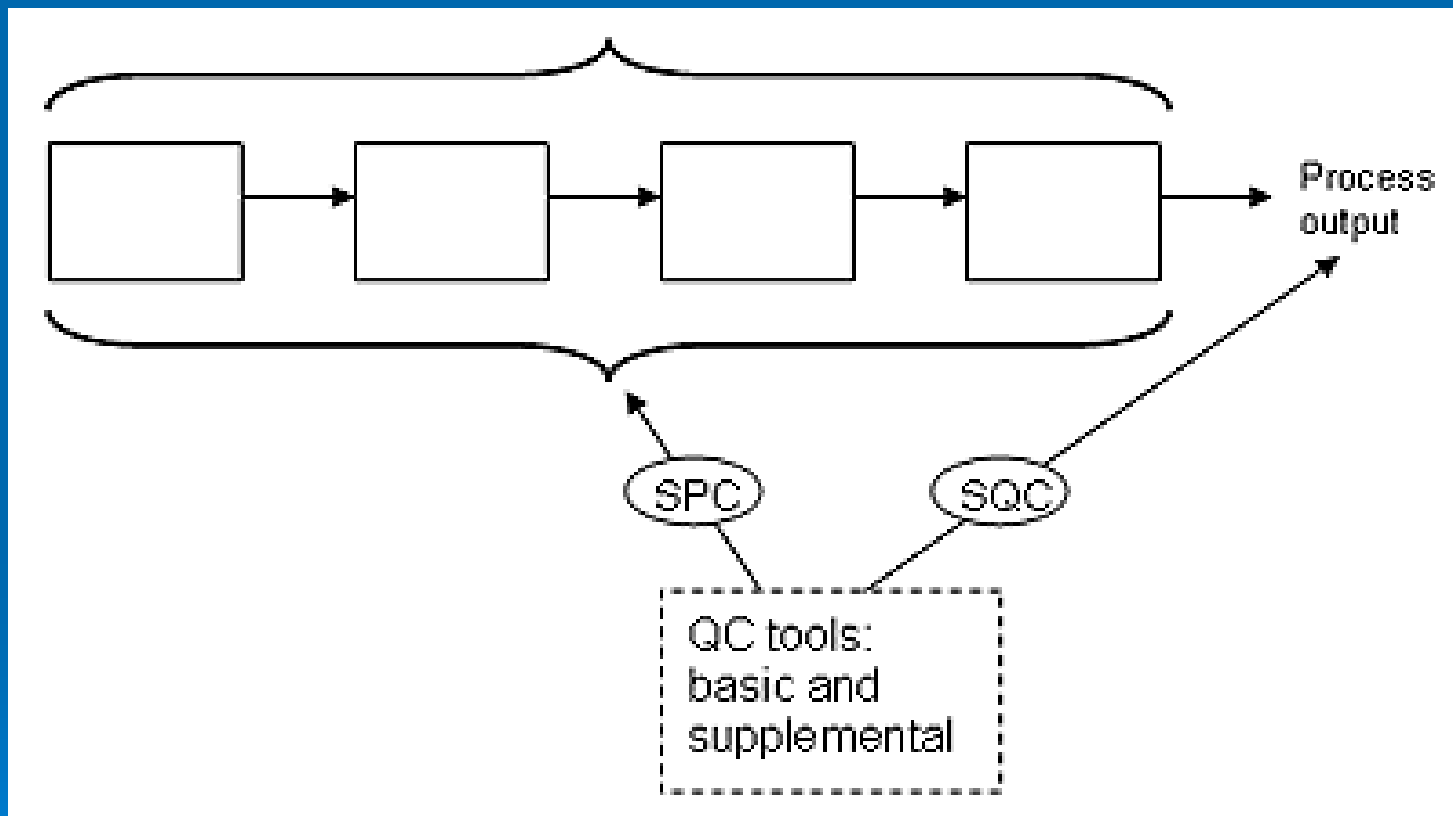 Process
output
SPC
SQC
QC tools:
basic and
supplemental